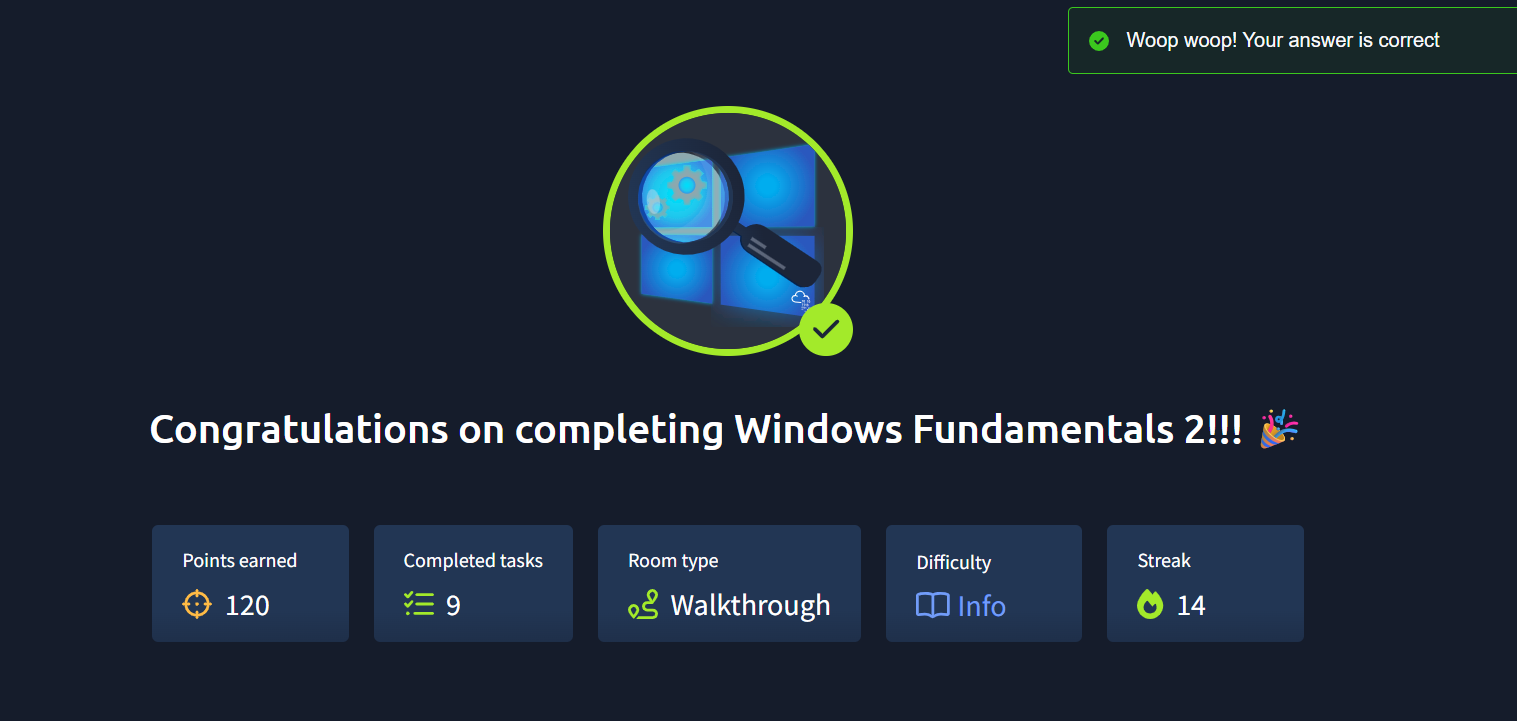 Woop woop! Your answer is correct
Congratulations on completing Windows Fundamentals 2!!! 🎉
Points earned
120
Completed tasks
9
Room type
Walkthrough
Difficulty
Info
Streak
14